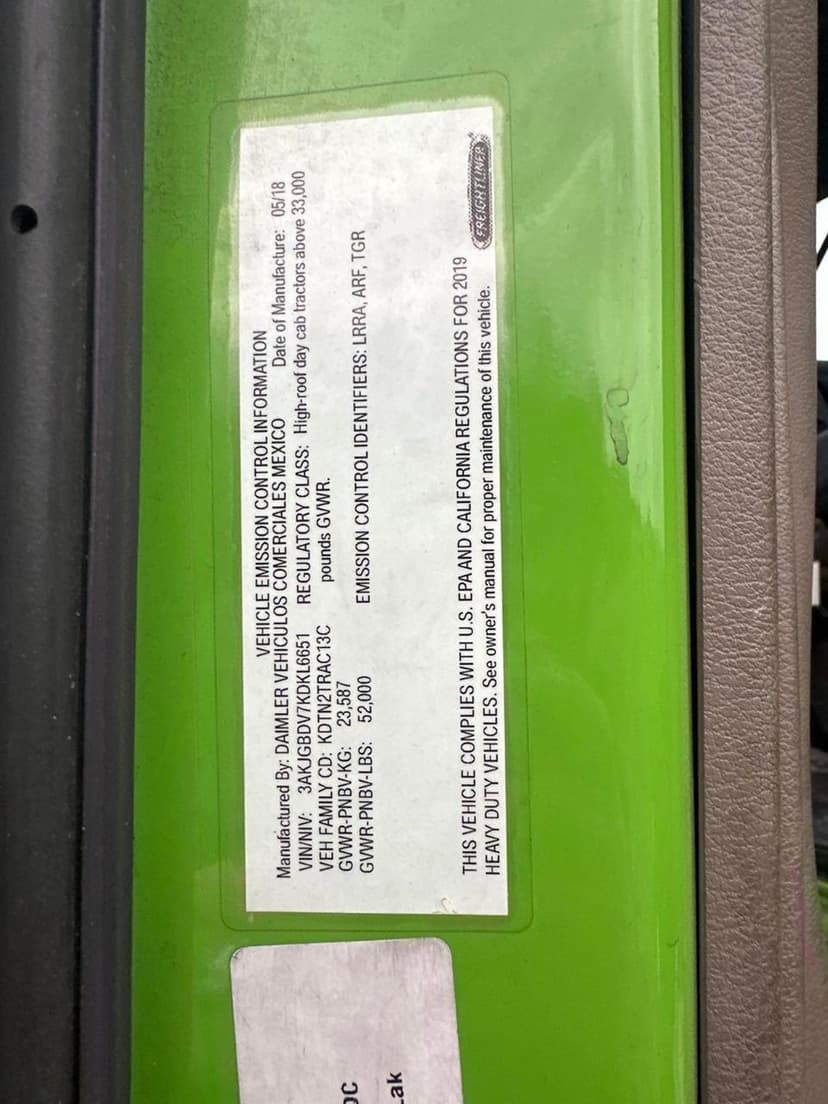 VEHICLE EMISSION CONTROL INFORMATION
Manufactured By: DAIMLER VEHICULOS COMERCIALES MEXICO Date of Manufacture: 05/18
VIN/NIV: 3AKJGBDV7KDKL6651 REGULATORY CLASS: High-roof day cab tractors above 33,000
VEH FAMILY CD: KDTN2TRAC13C pounds GVWR.
GVWR-PNBV-KG: 23,587
GVWR-PNBV-LBS: 52,000 EMISSION CONTROL IDENTIFIERS: LRRA, ARF, TGR
THIS VEHICLE COMPLIES WITH U.S. EPA AND CALIFORNIA REGULATIONS FOR 2019
HEAVY DUTY VEHICLES. See owner's manual for proper maintenance of this vehicle.
FREIGHTLINER